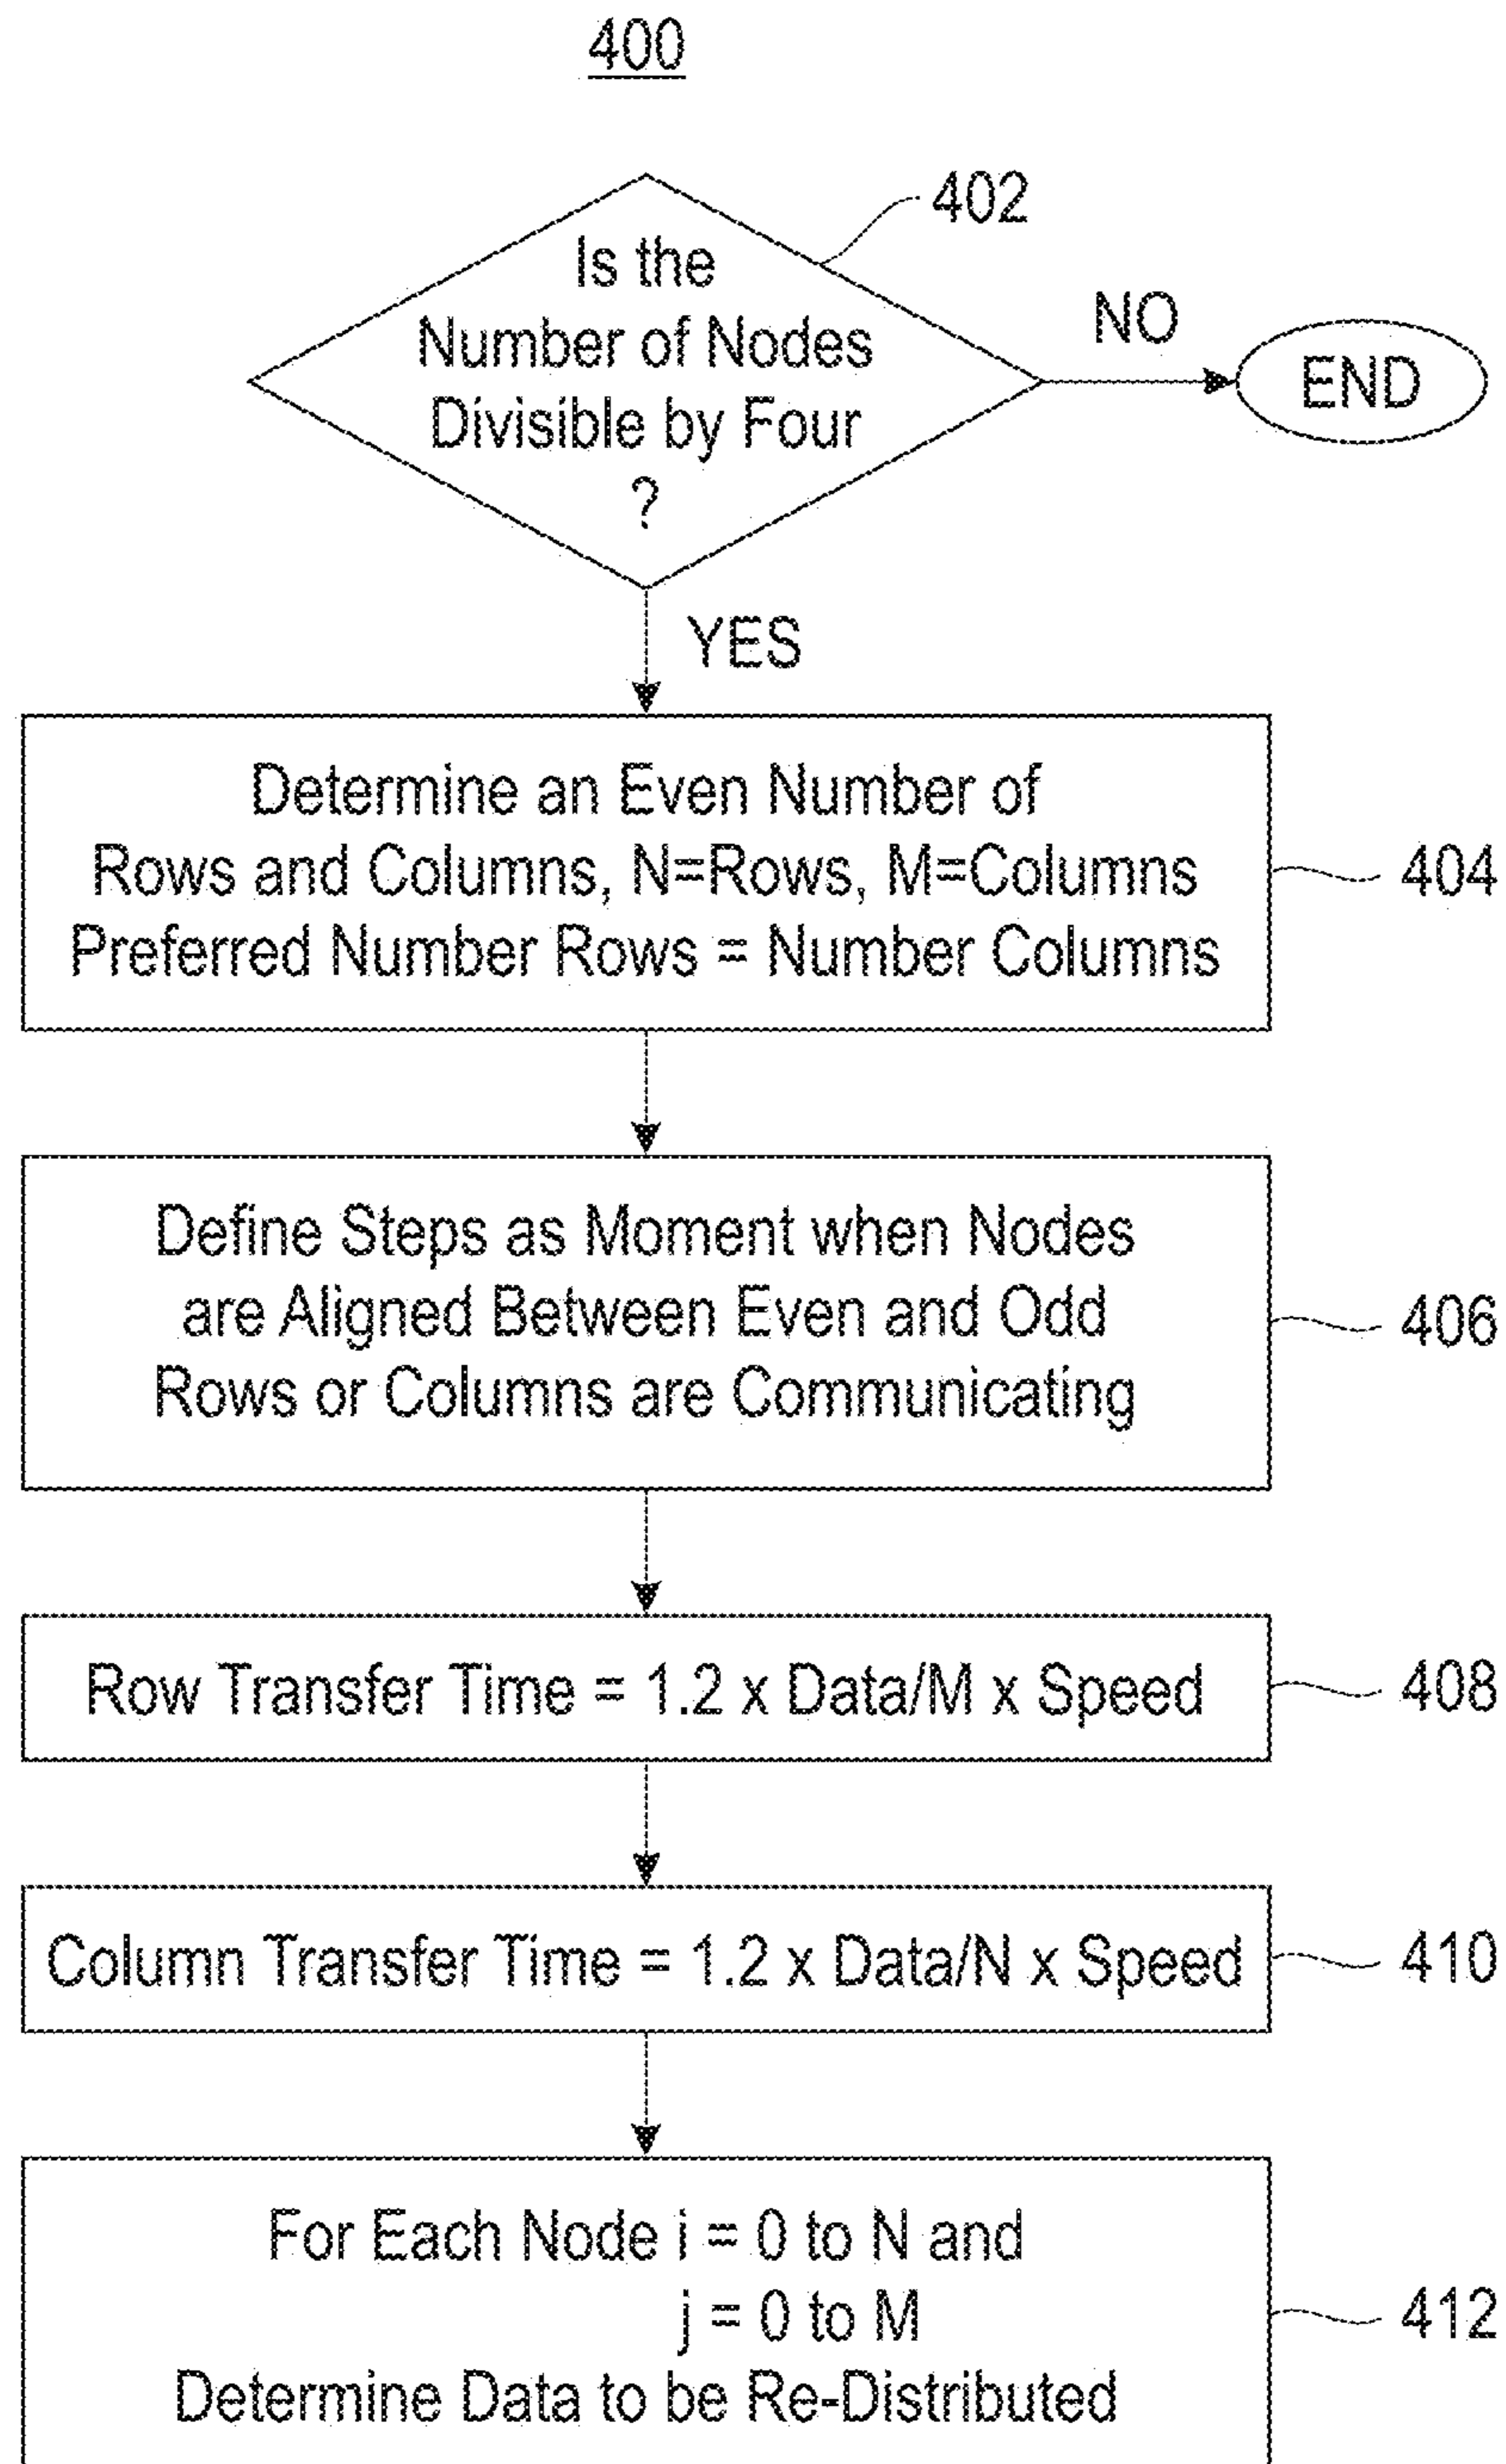 400
402
Is the
Number of Nodes
Divisible by Four
?
NO
END
YES
Determine an Even Number of
Rows and Columns, N=Rows, M=Columns
Preferred Number Rows = Number Columns
404
Define Steps as Moment when Nodes
are Aligned Between Even and Odd
Rows or Columns are Communicating
406
Row Transfer Time = 1.2 x Data/M x Speed
408
Column Transfer Time = 1.2 x Data/N x Speed
410
For Each Node i = 0 to N and
j = 0 to M
Determine Data to be Re-Distributed
412